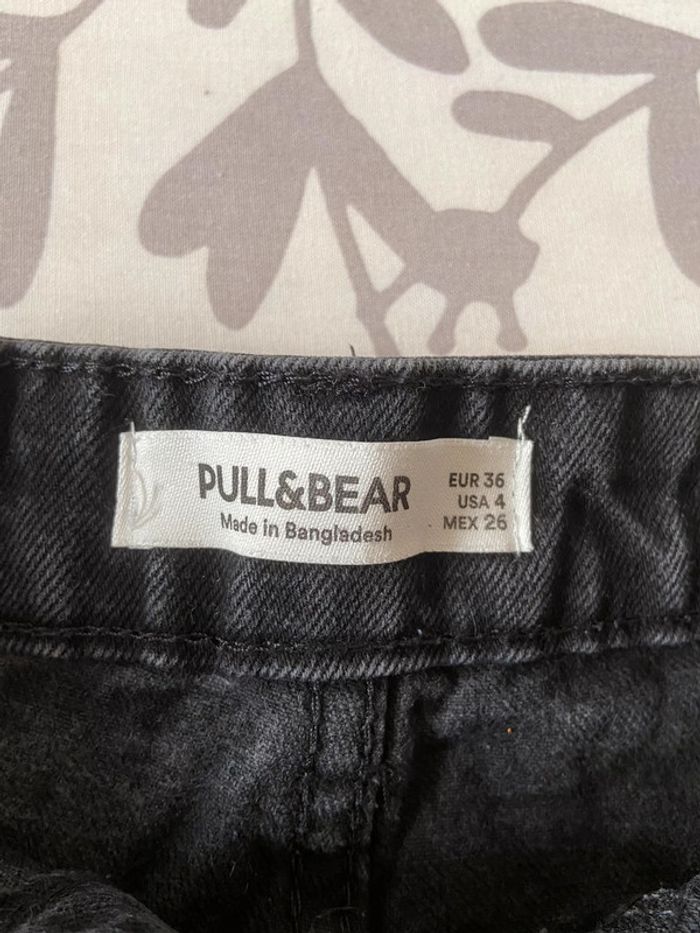 PULL&BEAR
Made in Bangladesh
EUR 36
USA 4
MEX 26